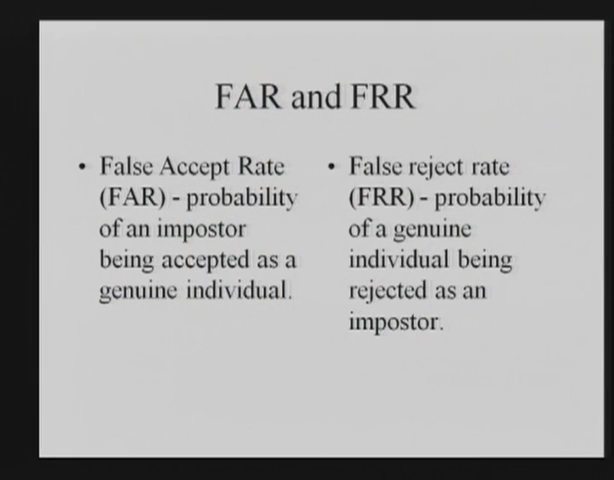 FAR and FRR
• False Accept Rate
(FAR) - probability
of an impostor
being accepted as a
genuine individual.
• False reject rate
(FRR) - probability
of a genuine
individual being
rejected as an
impostor.